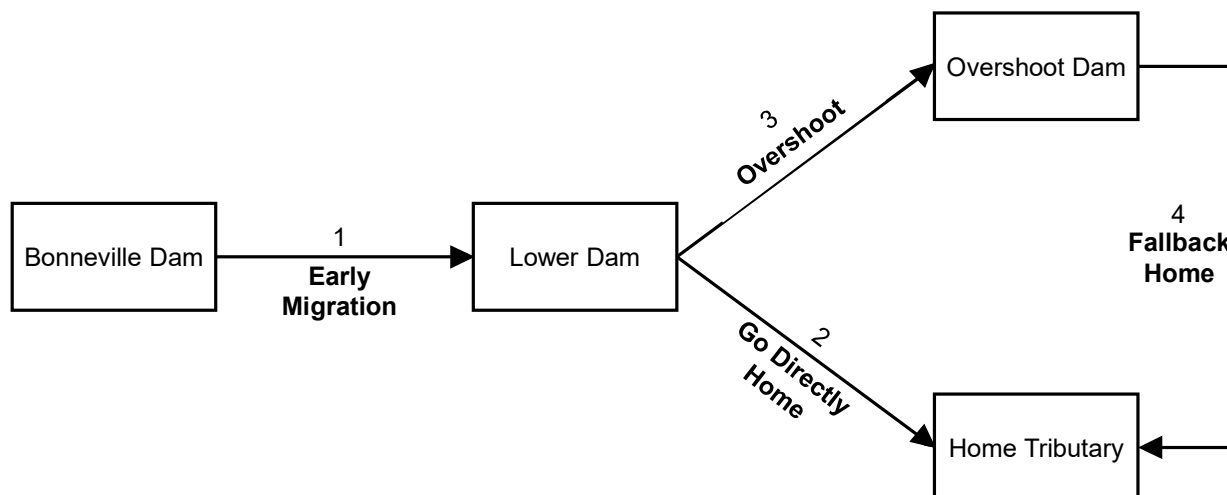 Overshoot Dam
3
Overshoot
Bonneville Dam
1
Early
Migration
Lower Dam
4
Fallback
Home
2
Go Directly
Home
Home Tributary